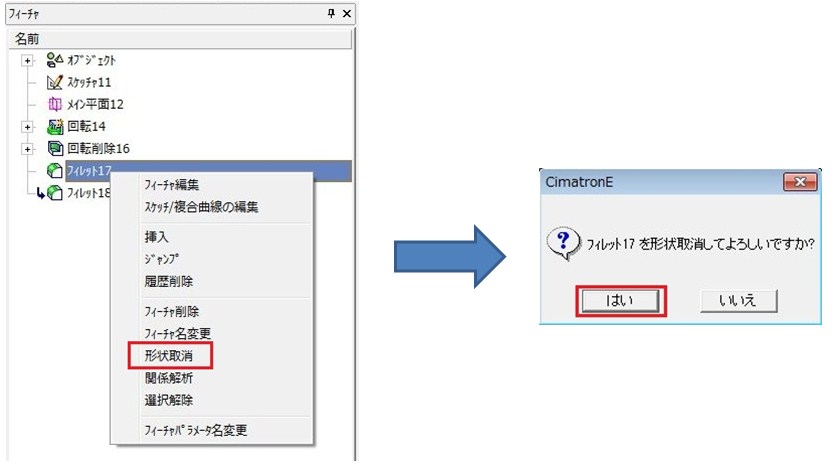 ﾌｨｰﾁｬ
名前
ｵﾌﾞｼﾞｪｸﾄ
ｽｹｯﾁｬ11
ﾒｲﾝ平面12
回転14
回転削除16
ﾌｨﾚｯﾄ17
ﾌｨﾚｯﾄ18
ﾌｨｰﾁｬ編集
ｽｹｯﾁ/複合曲線の編集
挿入
ｼﾞｬﾝﾌﾟ
履歴削除
ﾌｨｰﾁｬ削除
ﾌｨｰﾁｬ名変更
形状取消
関係解析
選択解除
ﾌｨｰﾁｬﾊﾟﾗﾒｰﾀ名変更
CimatronE
ﾌｨﾚｯﾄ17 を形状取消してよろしいですか?
はい
いいえ